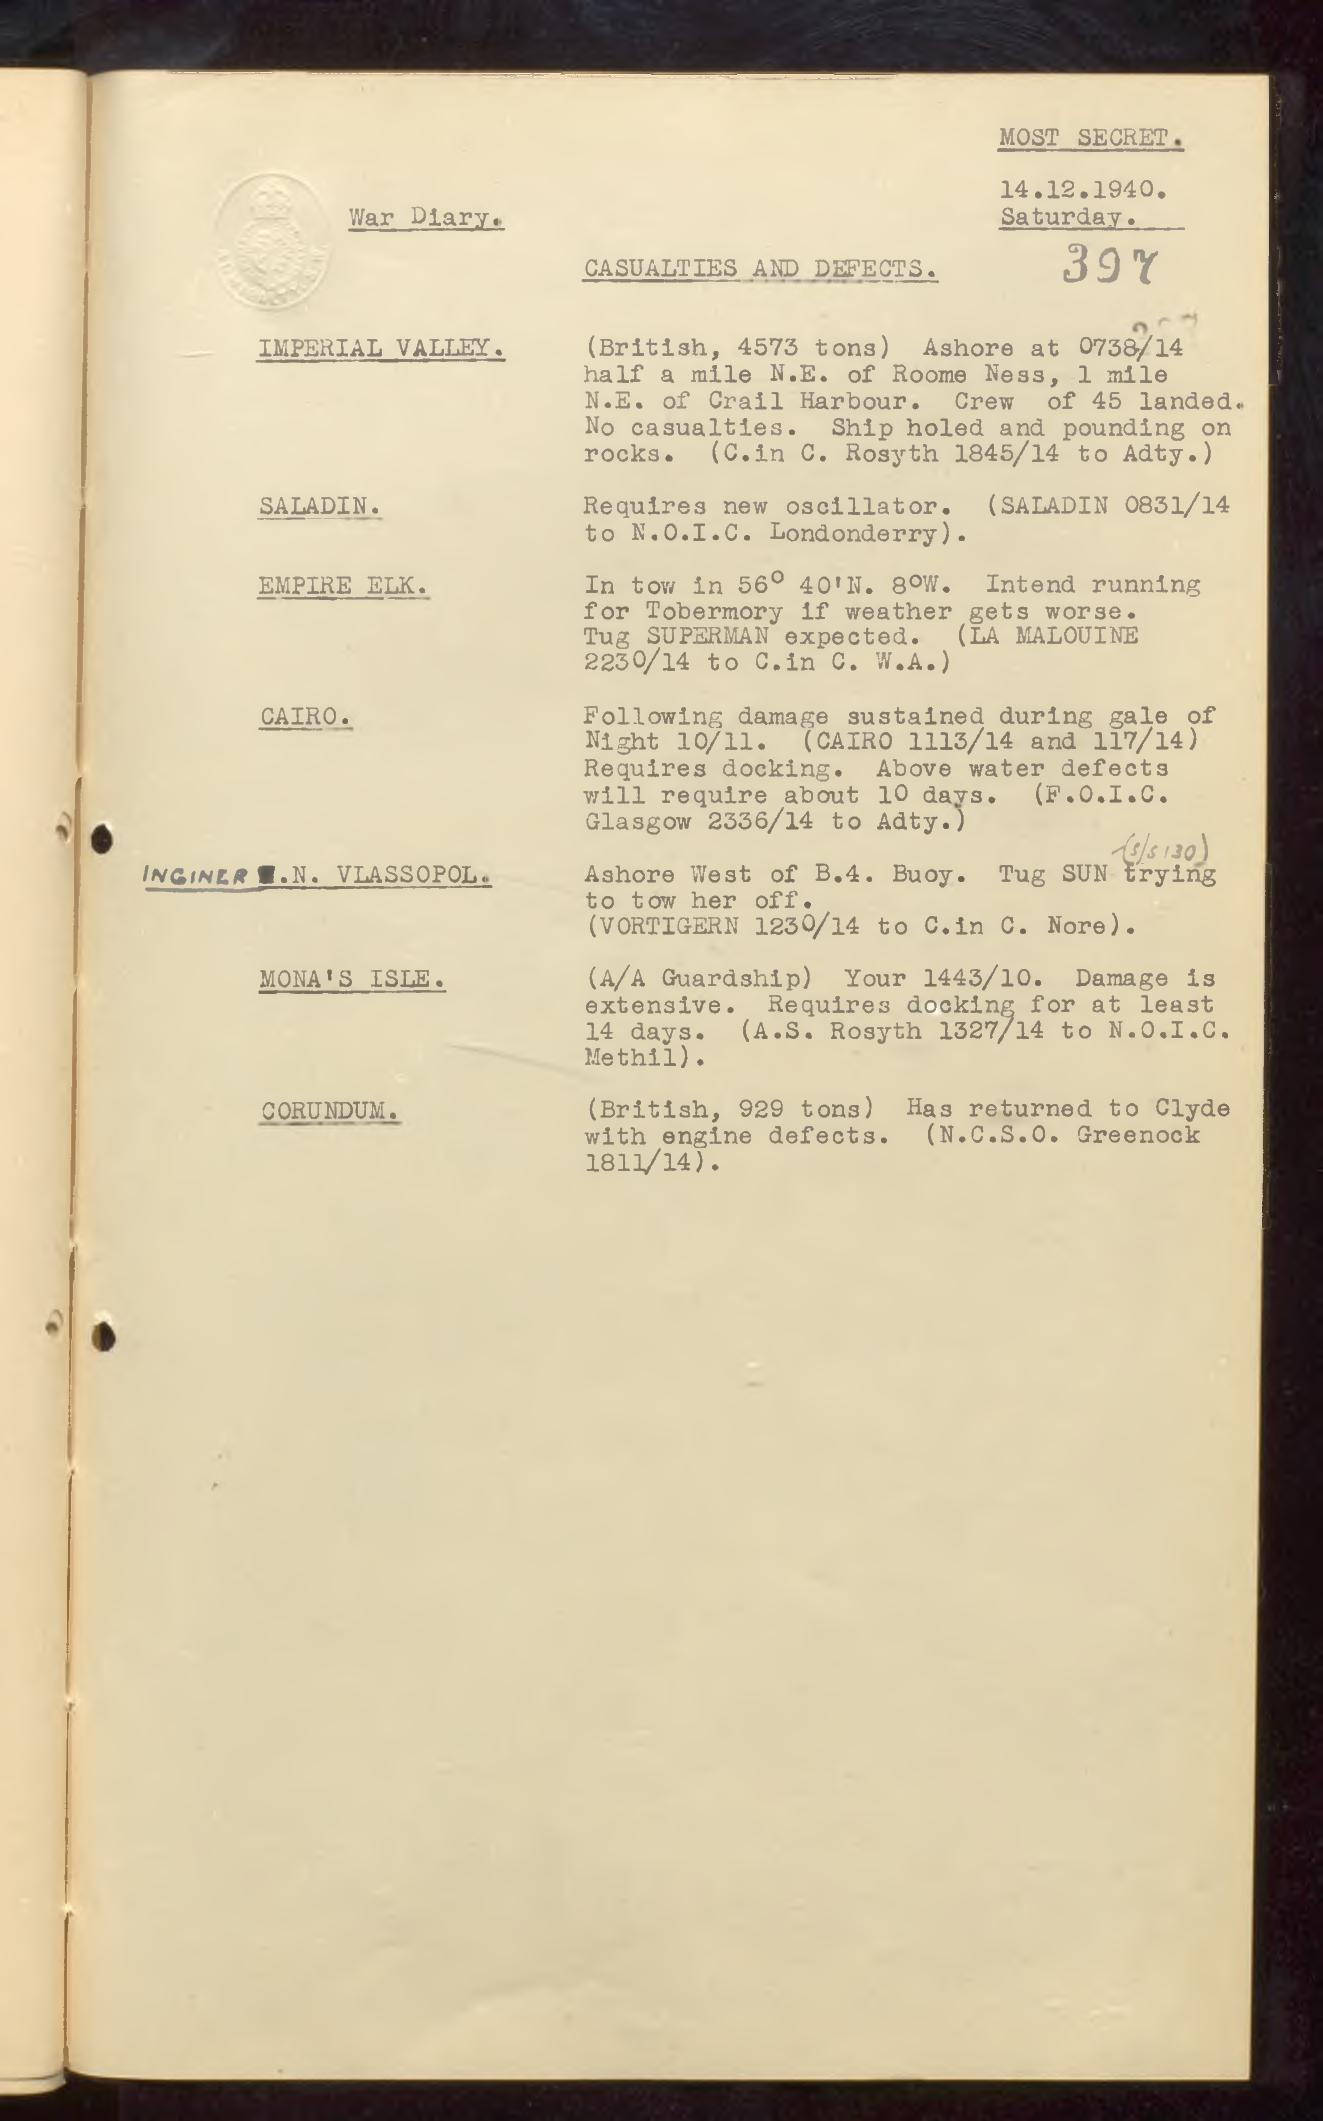 MOST SECRET.
14.12.1940.
War Diary.
Saturday.
CASUALTIES AND DEFECTS.
397
IMPERIAL VALLEY. (British, 4573 tons) Ashore at 0738/14
half a mile N.E. of Roome Ness, 1 mile
N.E. of Crail Harbour. Crew of 45 landed.
No casualties. Ship holed and pounding on
rocks. (C.in C. Rosyth 1845/14 to Adty.)
SALADIN. Requires new oscillator. (SALADIN 0831/14
to N.O.I.C. Londonderry).
EMPIRE ELK. In tow in 56° 40'N. 8°W. Intend running
for Tobermory if weather gets worse.
Tug SUPERMAN expected. (LA MALOUINE
2230/14 to C.in C. W.A.)
CAIRO. Following damage sustained during gale of
Night 10/11. (CAIRO 1113/14 and 117/14)
Requires docking. Above water defects
will require about 10 days. (F.O.I.C.
Glasgow 2336/14 to Adty.)
INGINER .N. VLASSOPOL. Ashore West of B.4. Buoy. Tug SUN trying
to tow her off.
(VORTIGERN 1230/14 to C.in C. Nore).
MONA'S ISLE. (A/A Guardship) Your 1443/10. Damage is
extensive. Requires docking for at least
14 days. (A.S. Rosyth 1327/14 to N.O.I.C.
Methil).
CORUNDUM. (British, 929 tons) Has returned to Clyde
with engine defects. (N.C.S.O. Greenock
1811/14).